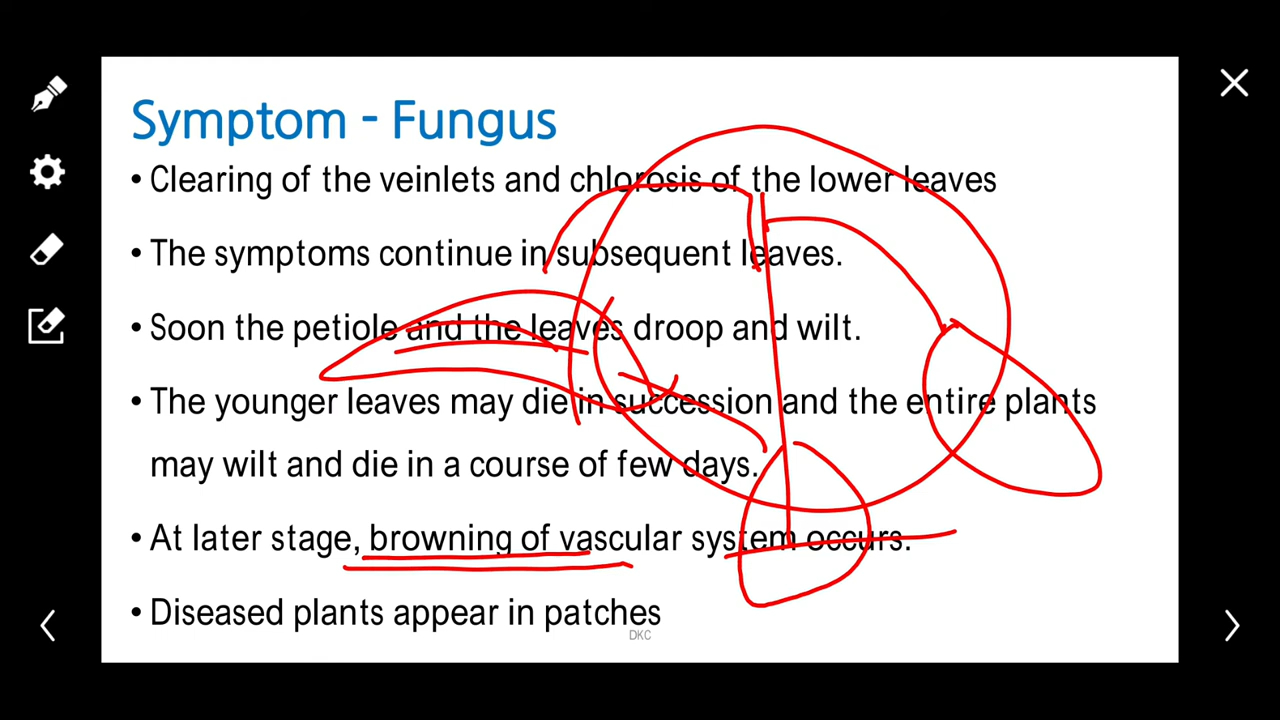 Symptom - Fungus
• Clearing of the veinlets and chlorosis of the lower leaves
• The symptoms continue in subsequent leaves.
• Soon the petiole and the leaves droop and wilt.
• The younger leaves may die in succession and the entire plants
may wilt and die in a course of few days.
• At later stage, browning of vascular system occurs.
• Diseased plants appear in patches
DKC